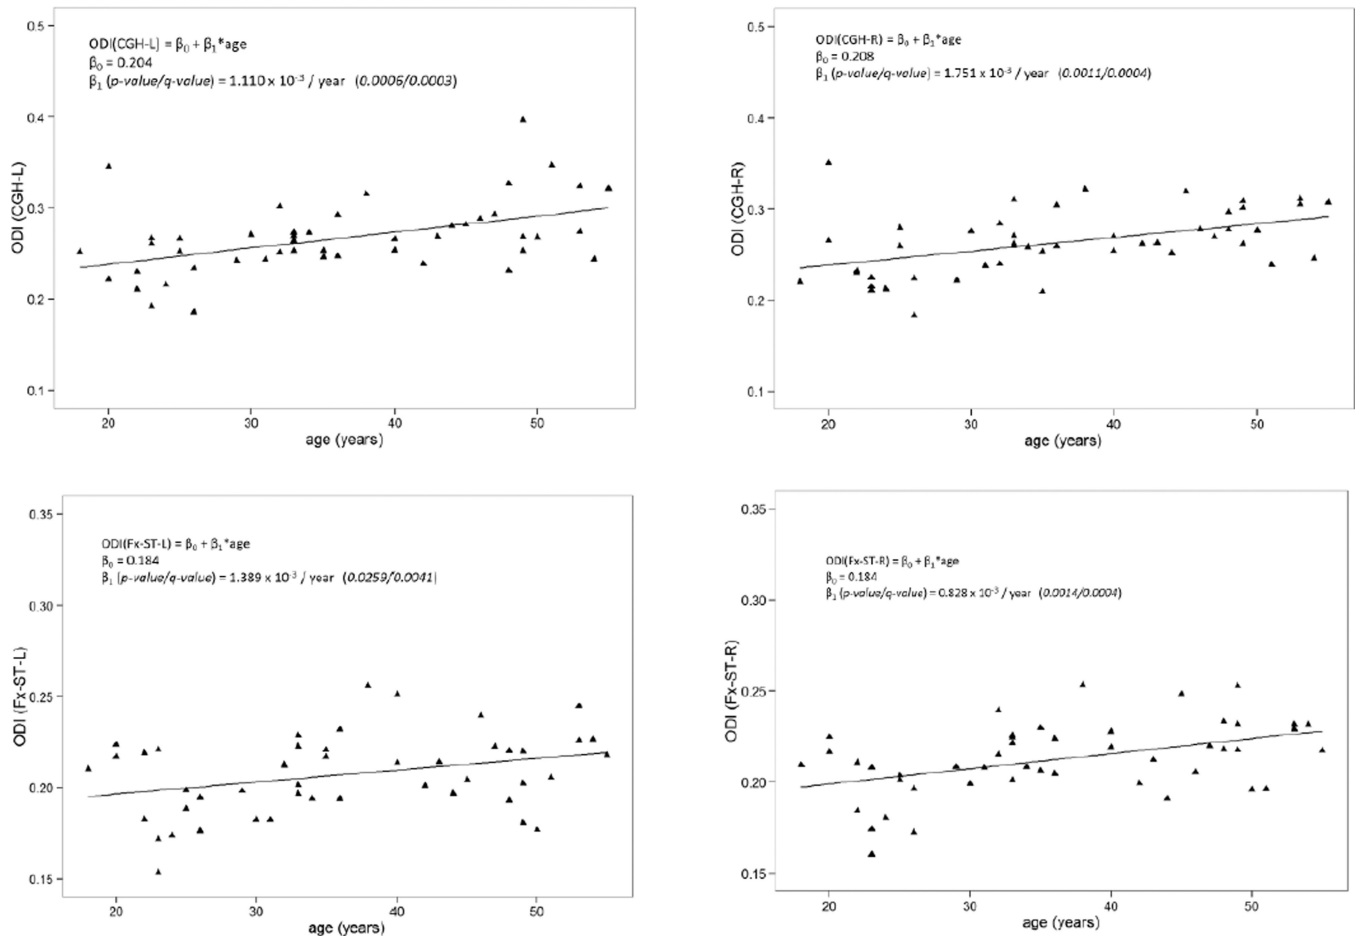 0.5
0.4
0.3
0.2
0.1
ODI (CGH-L)
ODI(CGH-L) = β₀ + β₁*age
β₀ = 0.204
β₁ (p-value/q-value) = 1.110 x 10⁻³ / year (0.0006/0.0003)
20 30 40 50
age (years)
0.5
0.4
0.3
0.2
0.1
ODI (CGH-R)
ODI(CGH-R) = β₀ + β₁*age
β₀ = 0.208
β₁ (p-value/q-value) = 1.751 x 10⁻³ / year (0.0011/0.0004)
20 30 40 50
age (years)
0.35
0.30
0.25
0.20
0.15
ODI (Fx-ST-L)
ODI(Fx-ST-L) = β₀ + β₁*age
β₀ = 0.184
β₁ (p-value/q-value) = 1.389 x 10⁻³ / year (0.0259/0.0041)
20 30 40 50
age (years)
0.35
0.30
0.25
0.20
0.15
ODI (Fx-ST-R)
ODI(Fx-ST-R) = β₀ + β₁*age
β₀ = 0.184
β₁ (p-value/q-value) = 0.828 x 10⁻³ / year (0.0014/0.0004)
20 30 40 50
age (years)